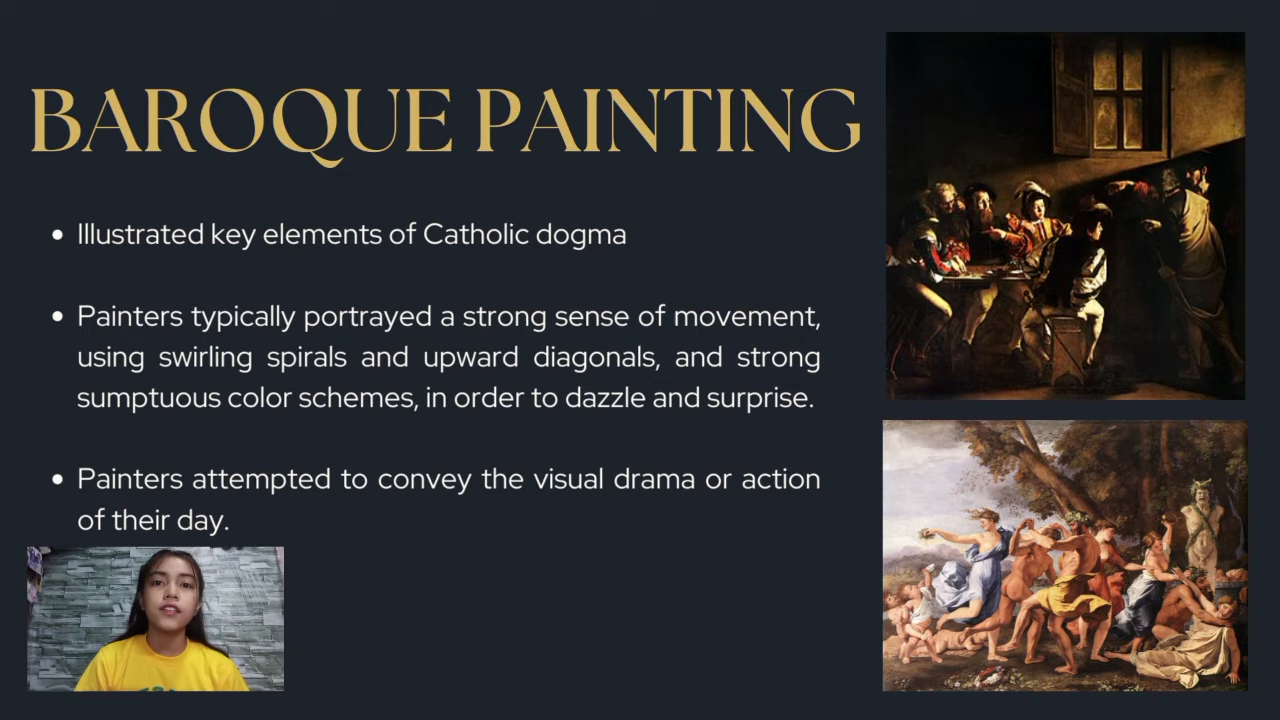 BAROQUE PAINTING
• Illustrated key elements of Catholic dogma
• Painters typically portrayed a strong sense of movement,
using swirling spirals and upward diagonals, and strong
sumptuous color schemes, in order to dazzle and surprise.
• Painters attempted to convey the visual drama or action
of their day.